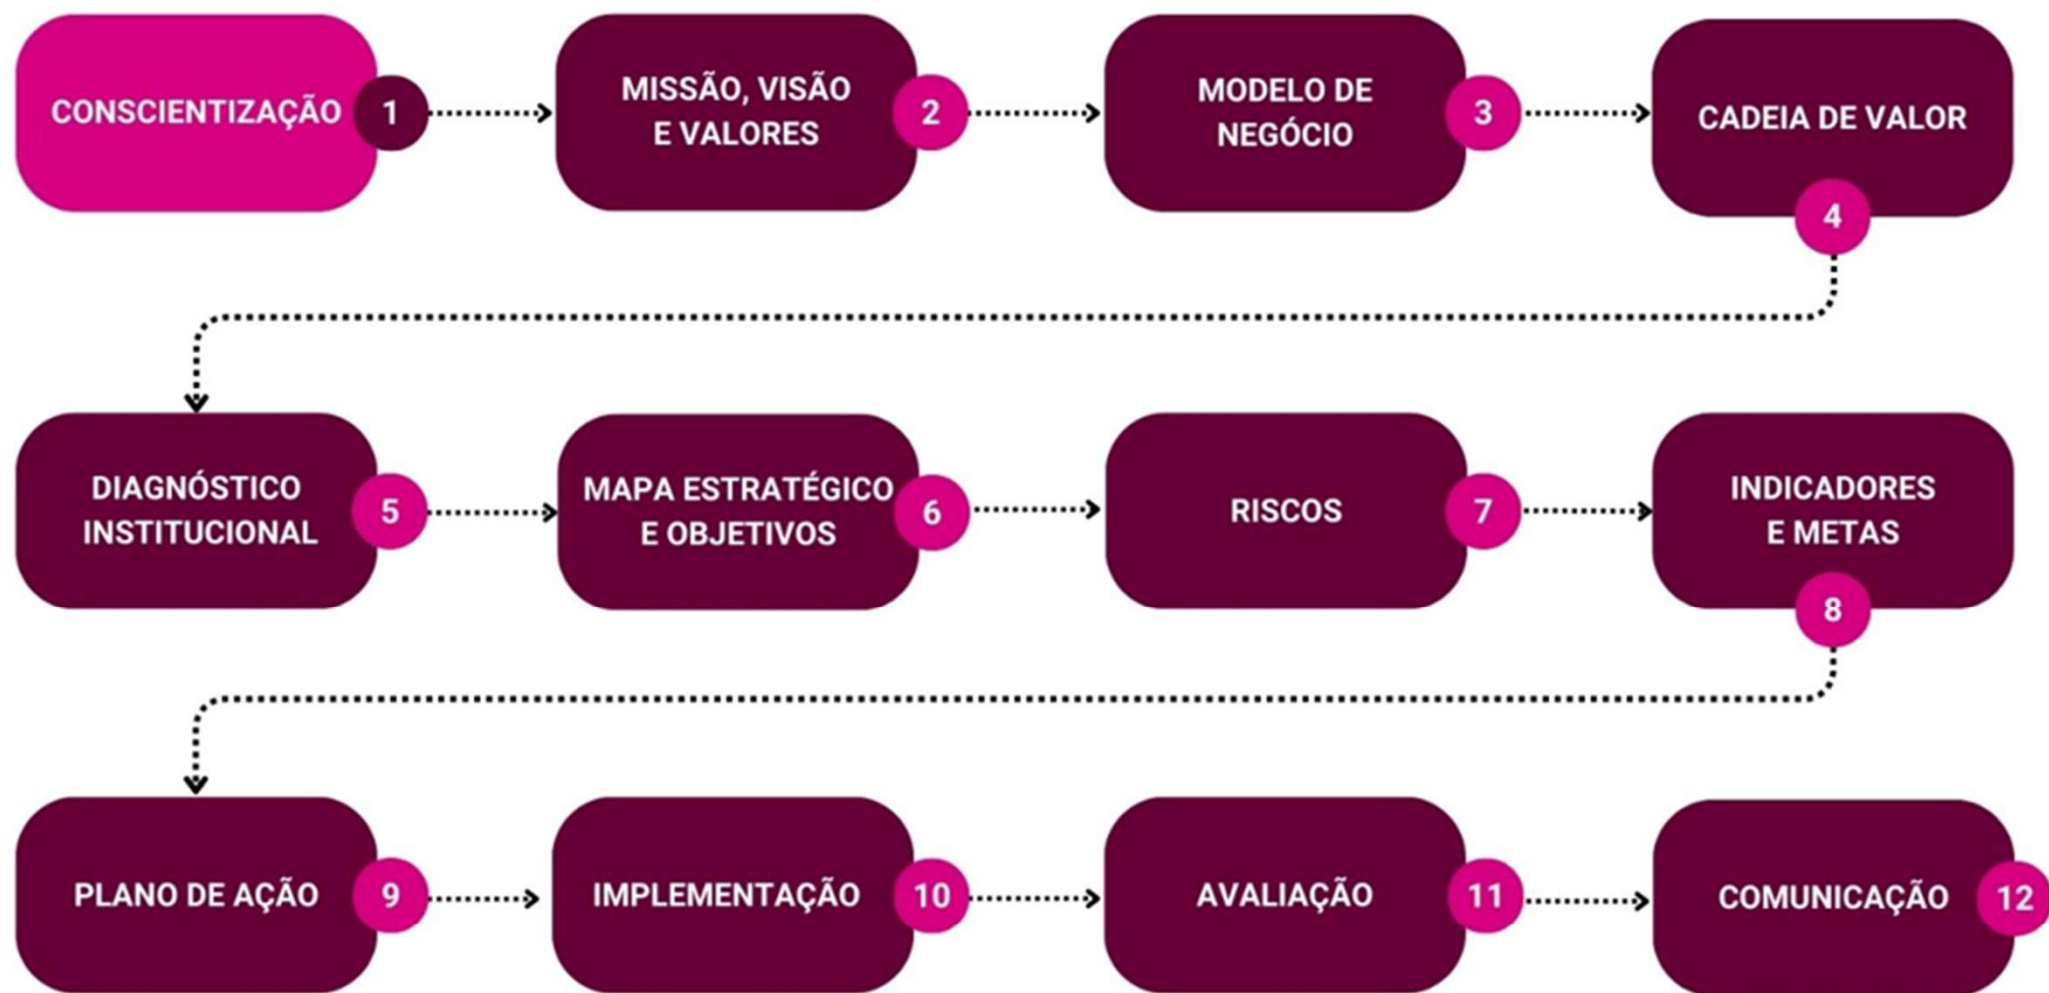 CONSCIENTIZAÇÃO
1
MISSÃO, VISÃO
E VALORES
2
MODELO DE
NEGÓCIO
3
CADEIA DE VALOR
4
DIAGNÓSTICO
INSTITUCIONAL
5
MAPA ESTRATÉGICO
E OBJETIVOS
6
RISCOS
7
INDICADORES
E METAS
8
PLANO DE AÇÃO
9
IMPLEMENTAÇÃO
10
AVALIAÇÃO
11
COMUNICAÇÃO
12